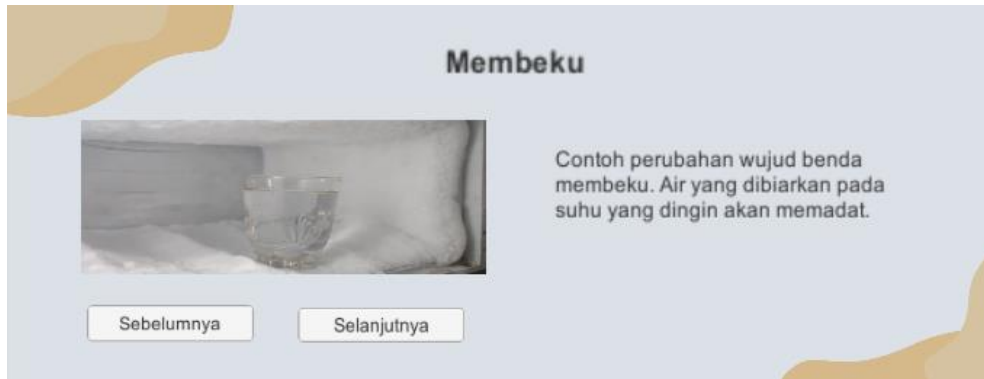 Membeku
Contoh perubahan wujud benda
membeku. Air yang dibiarkan pada
suhu yang dingin akan memadat.
Sebelumnya
Selanjutnya